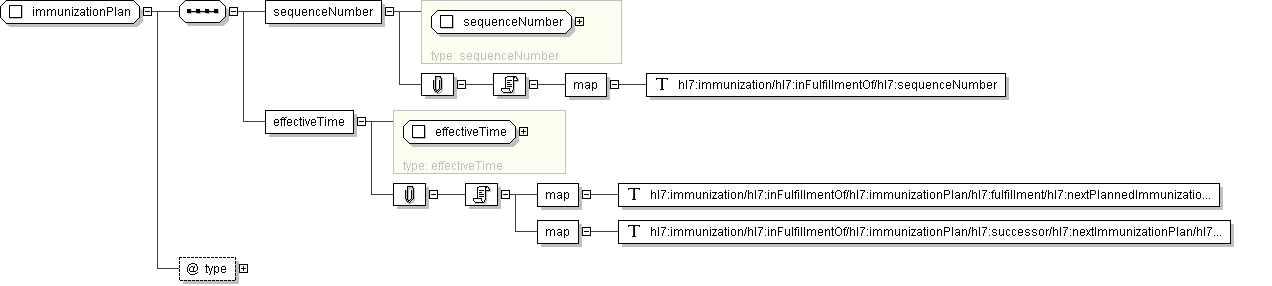 immunizationPlan
sequenceNumber
sequenceNumber
type: sequenceNumber
map
T hl7:immunization/hl7:inFulfillmentOf/hl7:sequenceNumber
effectiveTime
effectiveTime
type: effectiveTime
map
T hl7:immunization/hl7:inFulfillmentOf/hl7:immunizationPlan/hl7:fulfillment/hl7:nextPlannedImmunizatio...
map
T hl7:immunization/hl7:inFulfillmentOf/hl7:immunizationPlan/hl7:successor/hl7:nextImmunizationPlan/hl7...
@ type